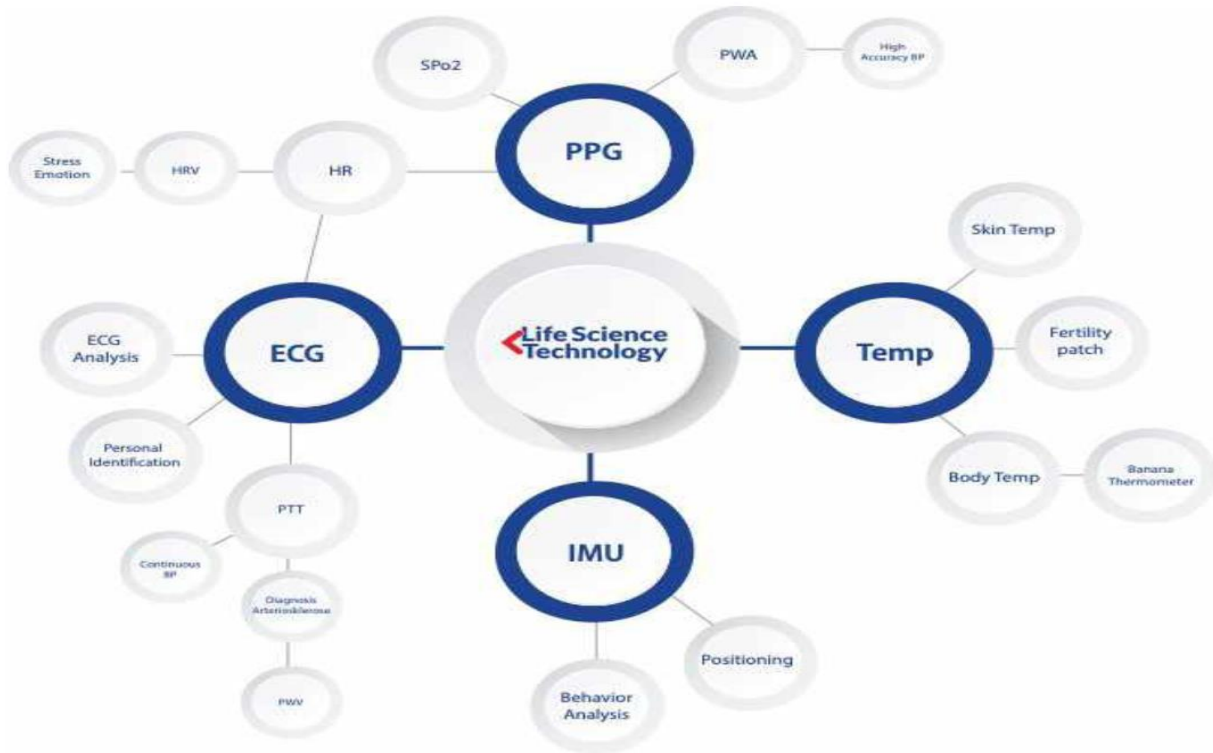 SPo2
PWA
High
Accuracy BP
PPG
Stress
Emotion
HRV
HR
Skin Temp
ECG
Analysis
ECG
Life Science
Technology
Temp
Fertility
patch
Personal
Identification
Body Temp
Banana
Thermometer
PTT
IMU
Continuous
BP
Diagnosis
Arteriosklerose
Positioning
PWV
Behavior
Analysis